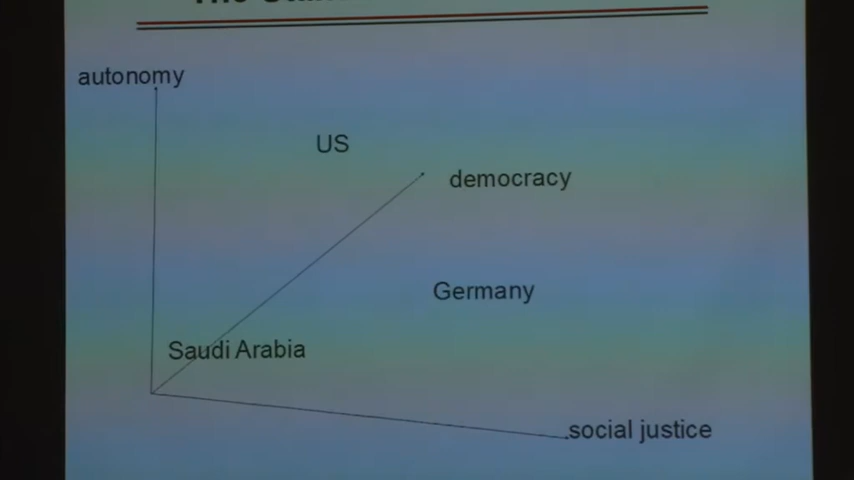 autonomy
US
democracy
Germany
Saudi Arabia
social justice